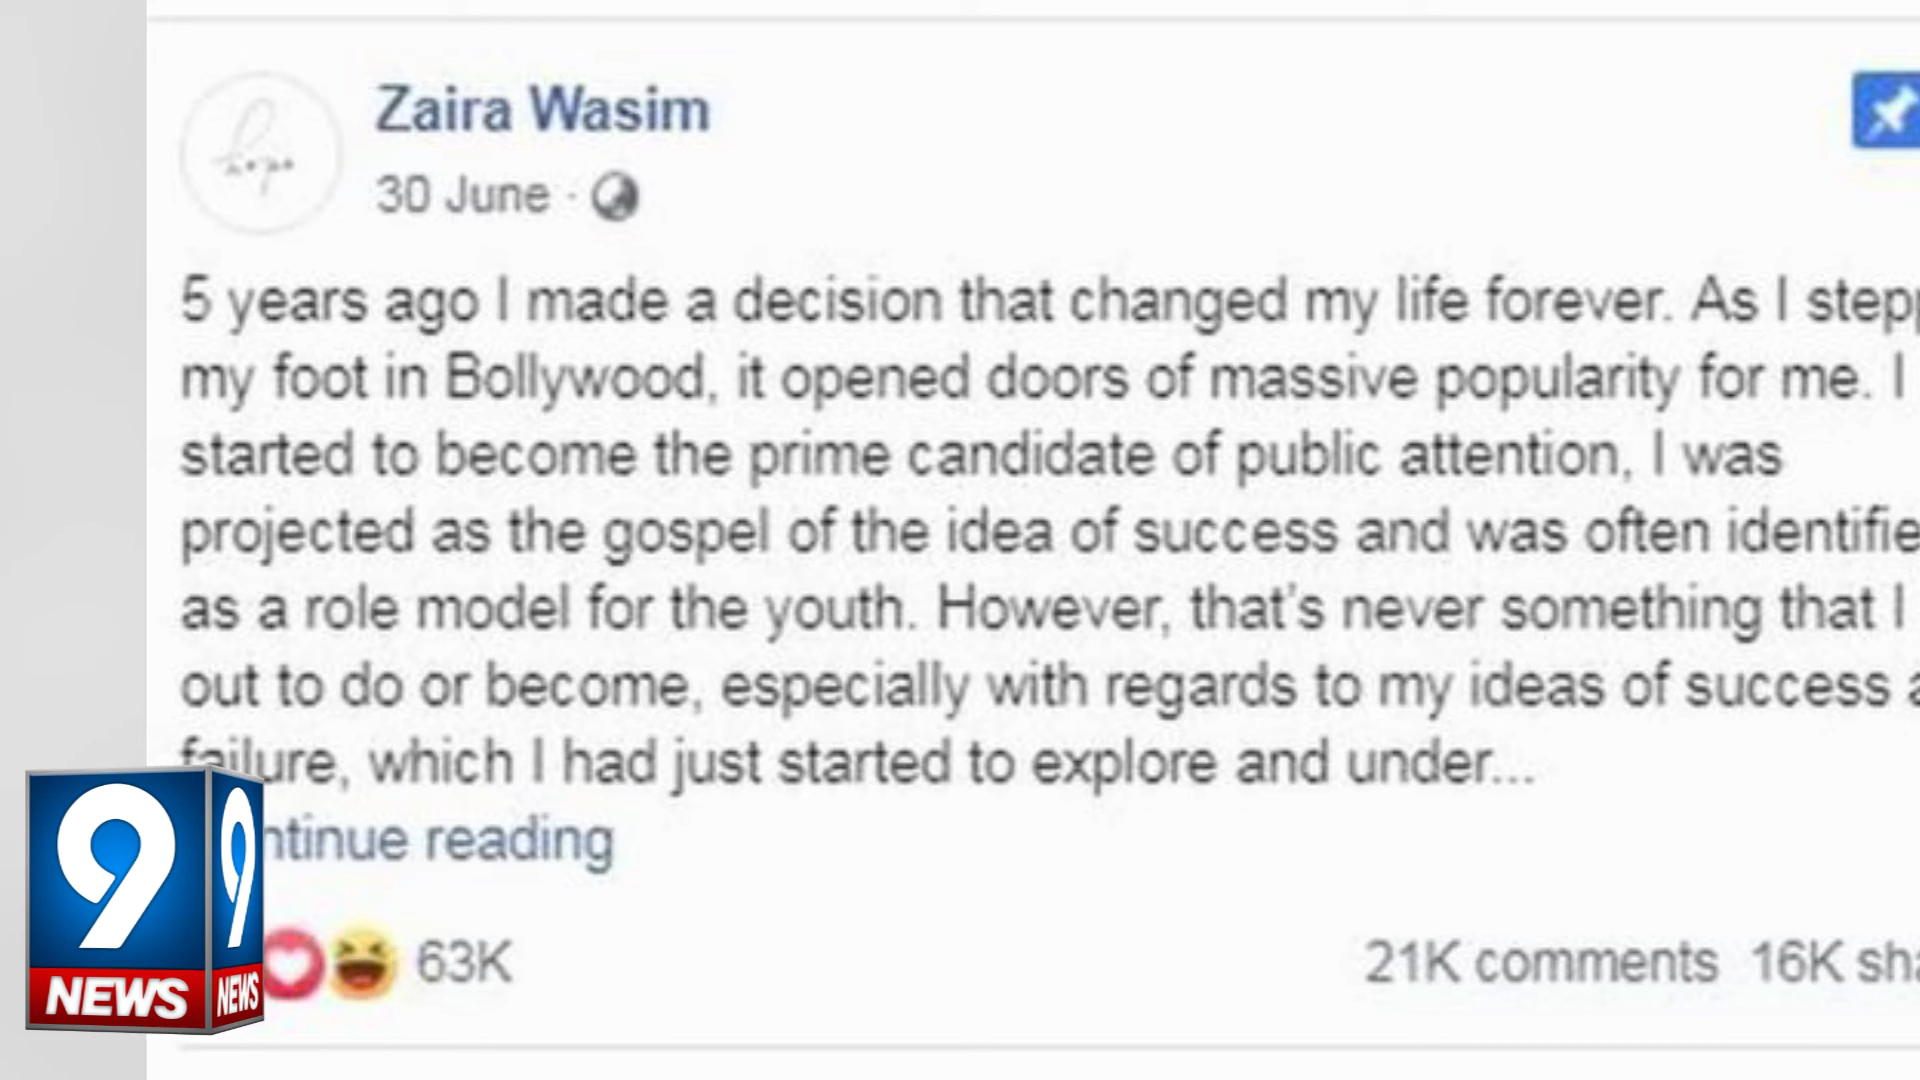 Zaira Wasim
30 June ·
5 years ago I made a decision that changed my life forever. As I stepp
my foot in Bollywood, it opened doors of massive popularity for me. I
started to become the prime candidate of public attention, I was
projected as the gospel of the idea of success and was often identifie
as a role model for the youth. However, that's never something that I
out to do or become, especially with regards to my ideas of success a
failure, which I had just started to explore and under...
ntinue reading
63K
21K comments 16K sha
hope
9 9
NEWS NEWS